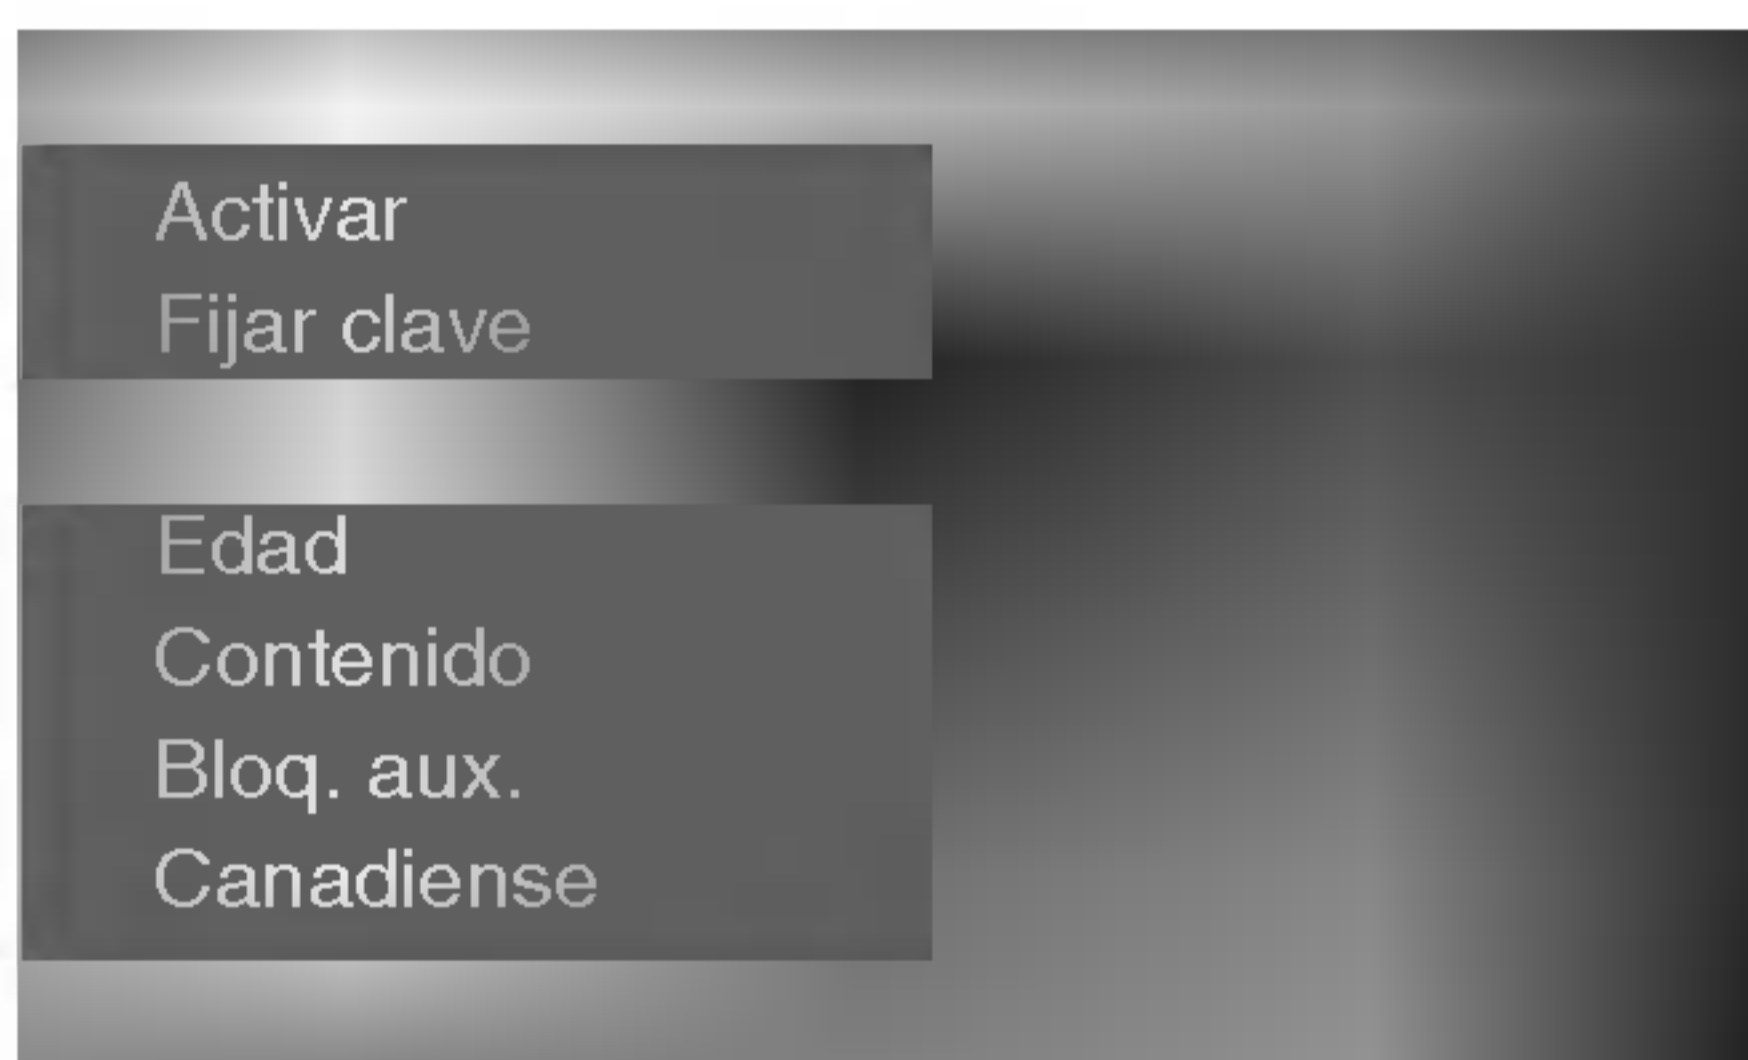 Activar
Fijar clave
Edad
Contenido
Bloq. aux.
Canadiense